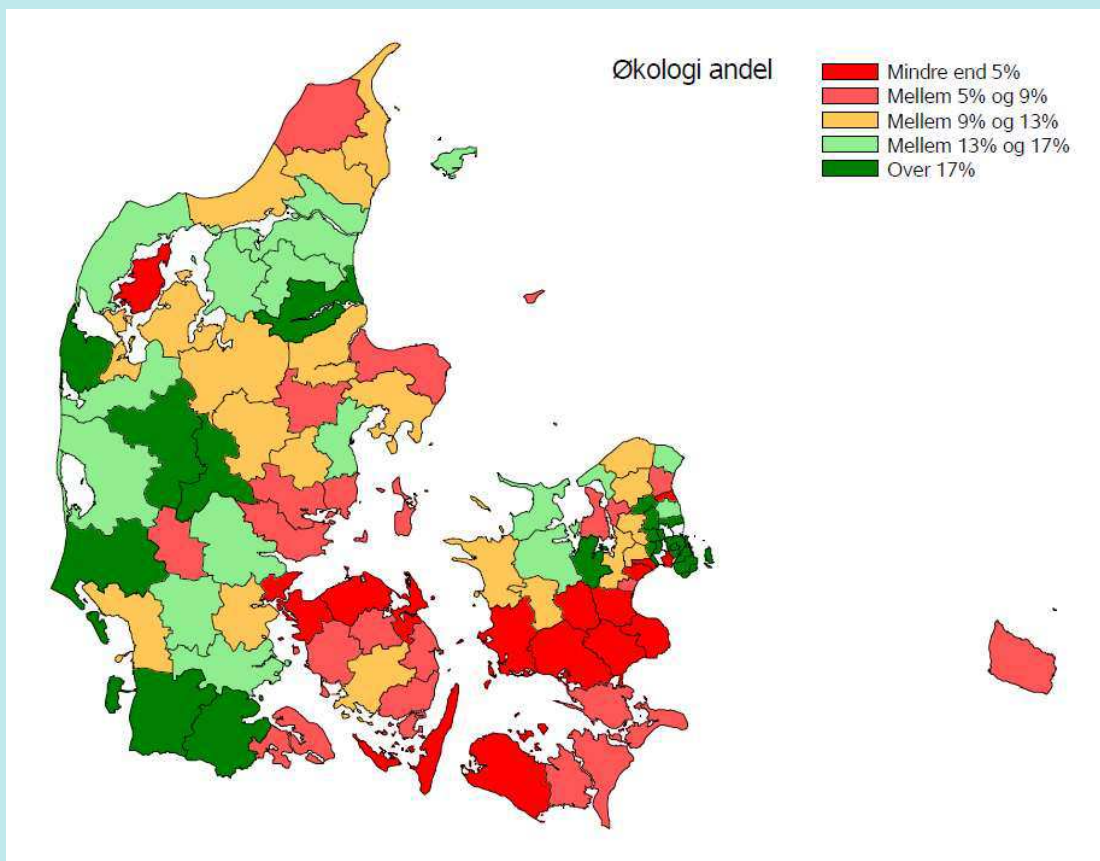 Økologi andel
Mindre end 5%
Mellem 5% og 9%
Mellem 9% og 13%
Mellem 13% og 17%
Over 17%